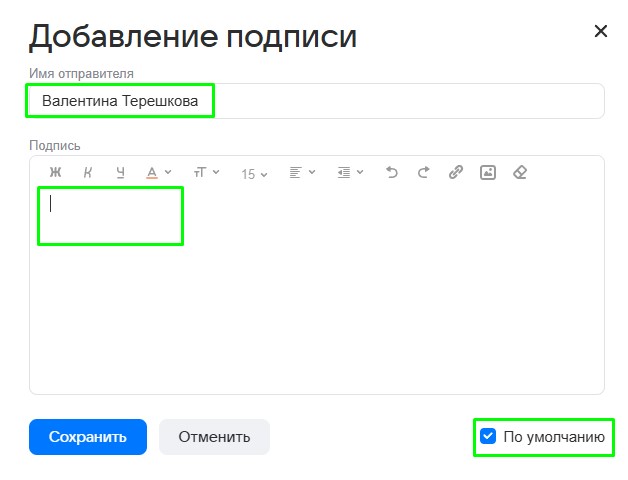 Добавление подписи
Имя отправителя
Валентина Терешкова
Подпись
Ж К Ч А тТ 15
Сохранить Отменить По умолчанию